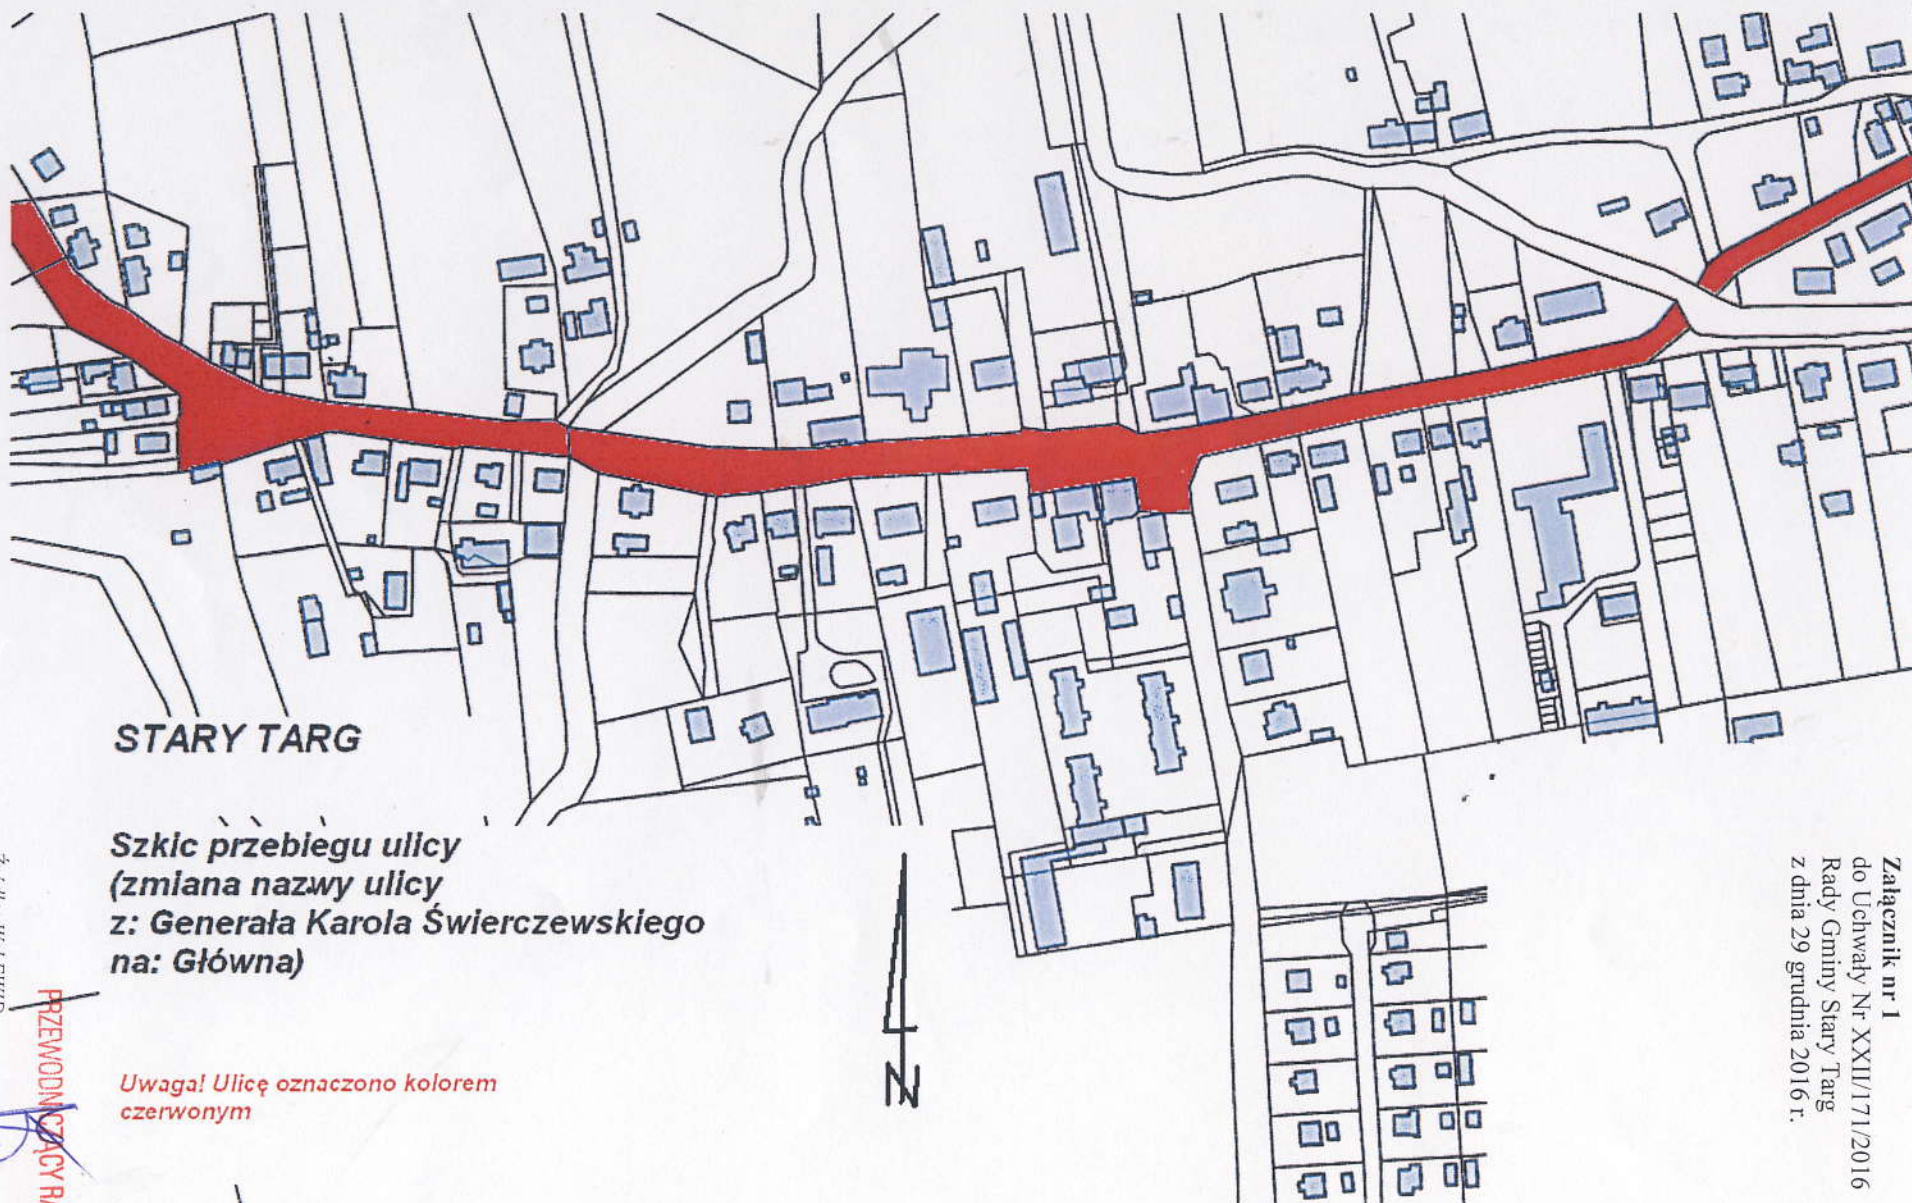 STARY TARG
Szkic przebiegu ulicy
(zmiana nazwy ulicy
z: Generała Karola Świerczewskiego
na: Główna)
Uwaga! Ulicę oznaczono kolorem
czerwonym
N
Załącznik nr 1
do Uchwały Nr XXII/171/2016
Rady Gminy Stary Targ
z dnia 29 grudnia 2016 r.
PRZEWODNICZĄCY